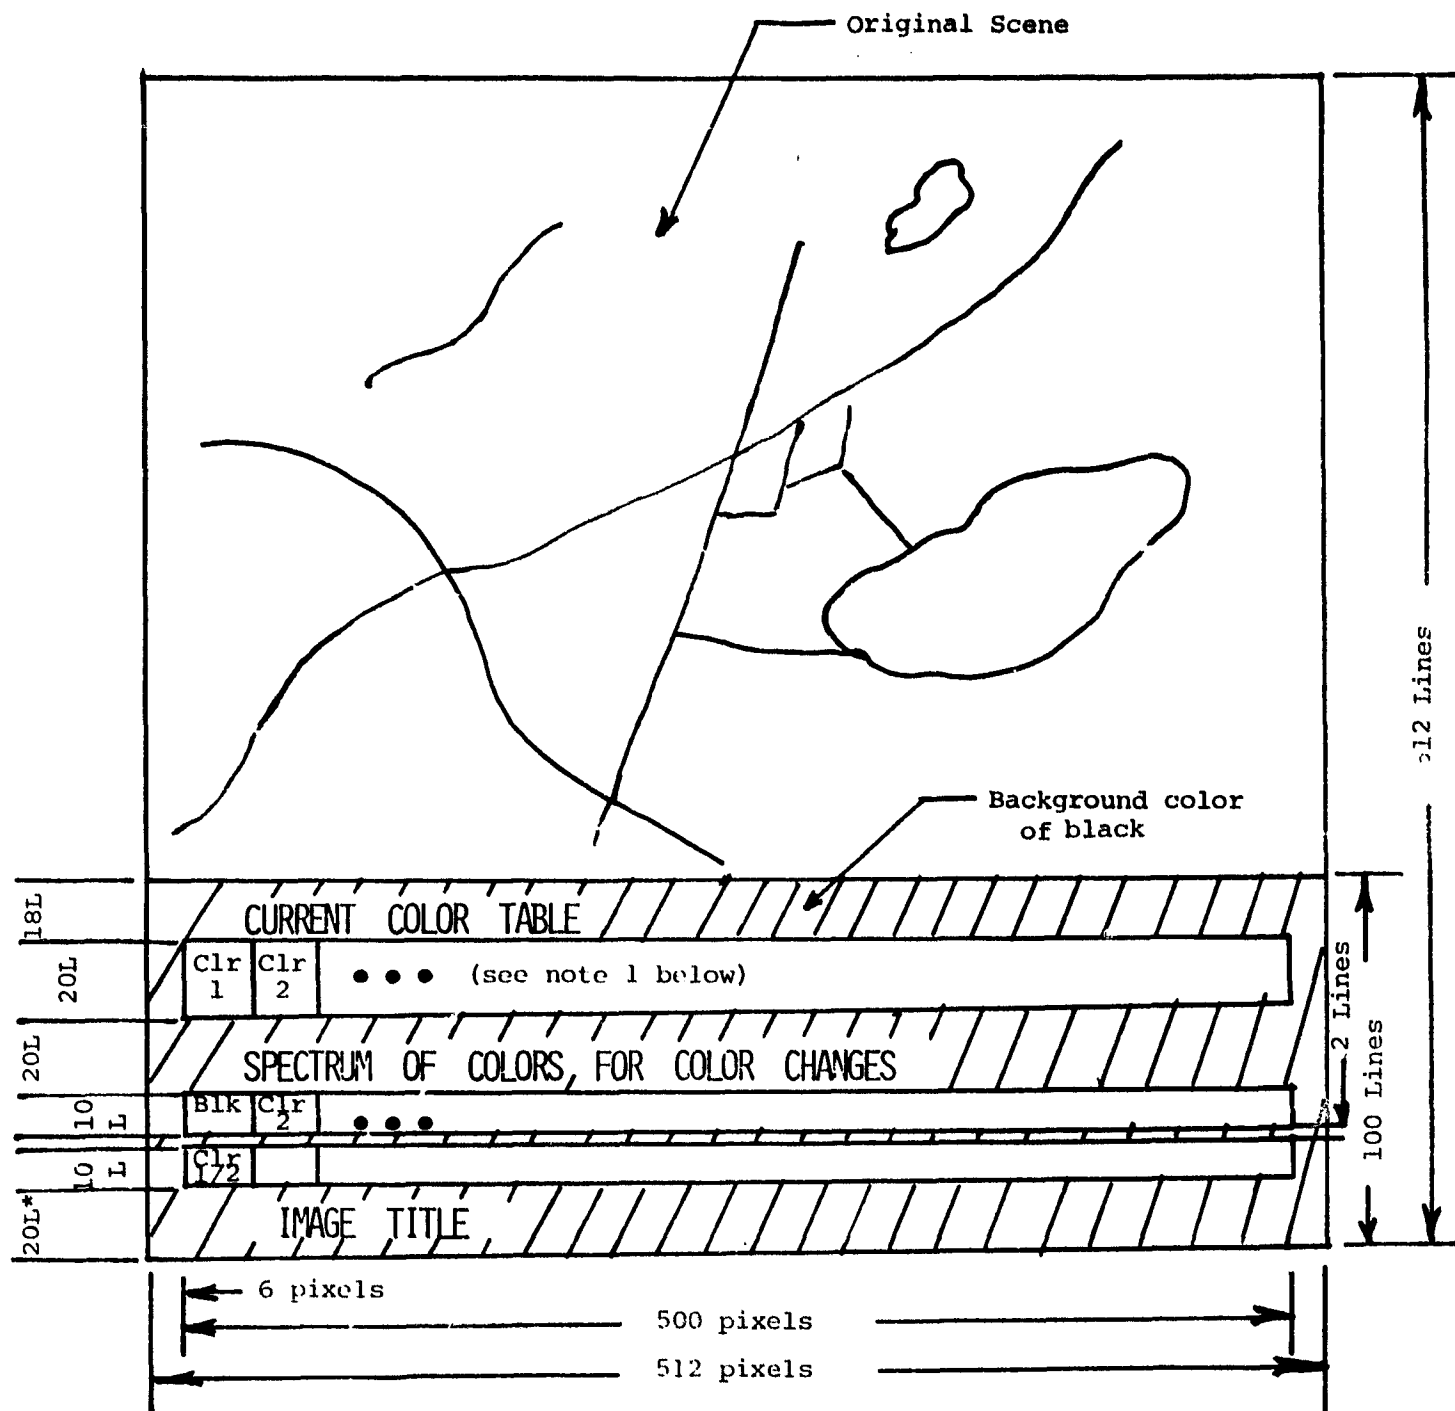 Original Scene
Background color
of black
18L
CURRENT COLOR TABLE
20L
Clr
1
Clr
2
(see note 1 below)
20L
SPECTRUM OF COLORS, FOR COLOR CHANGES
10
L
Blk
Clr
2
10
L
Clr
172
20L*
IMAGE TITLE
2 Lines
100 Lines
512 Lines
6 pixels
500 pixels
512 pixels